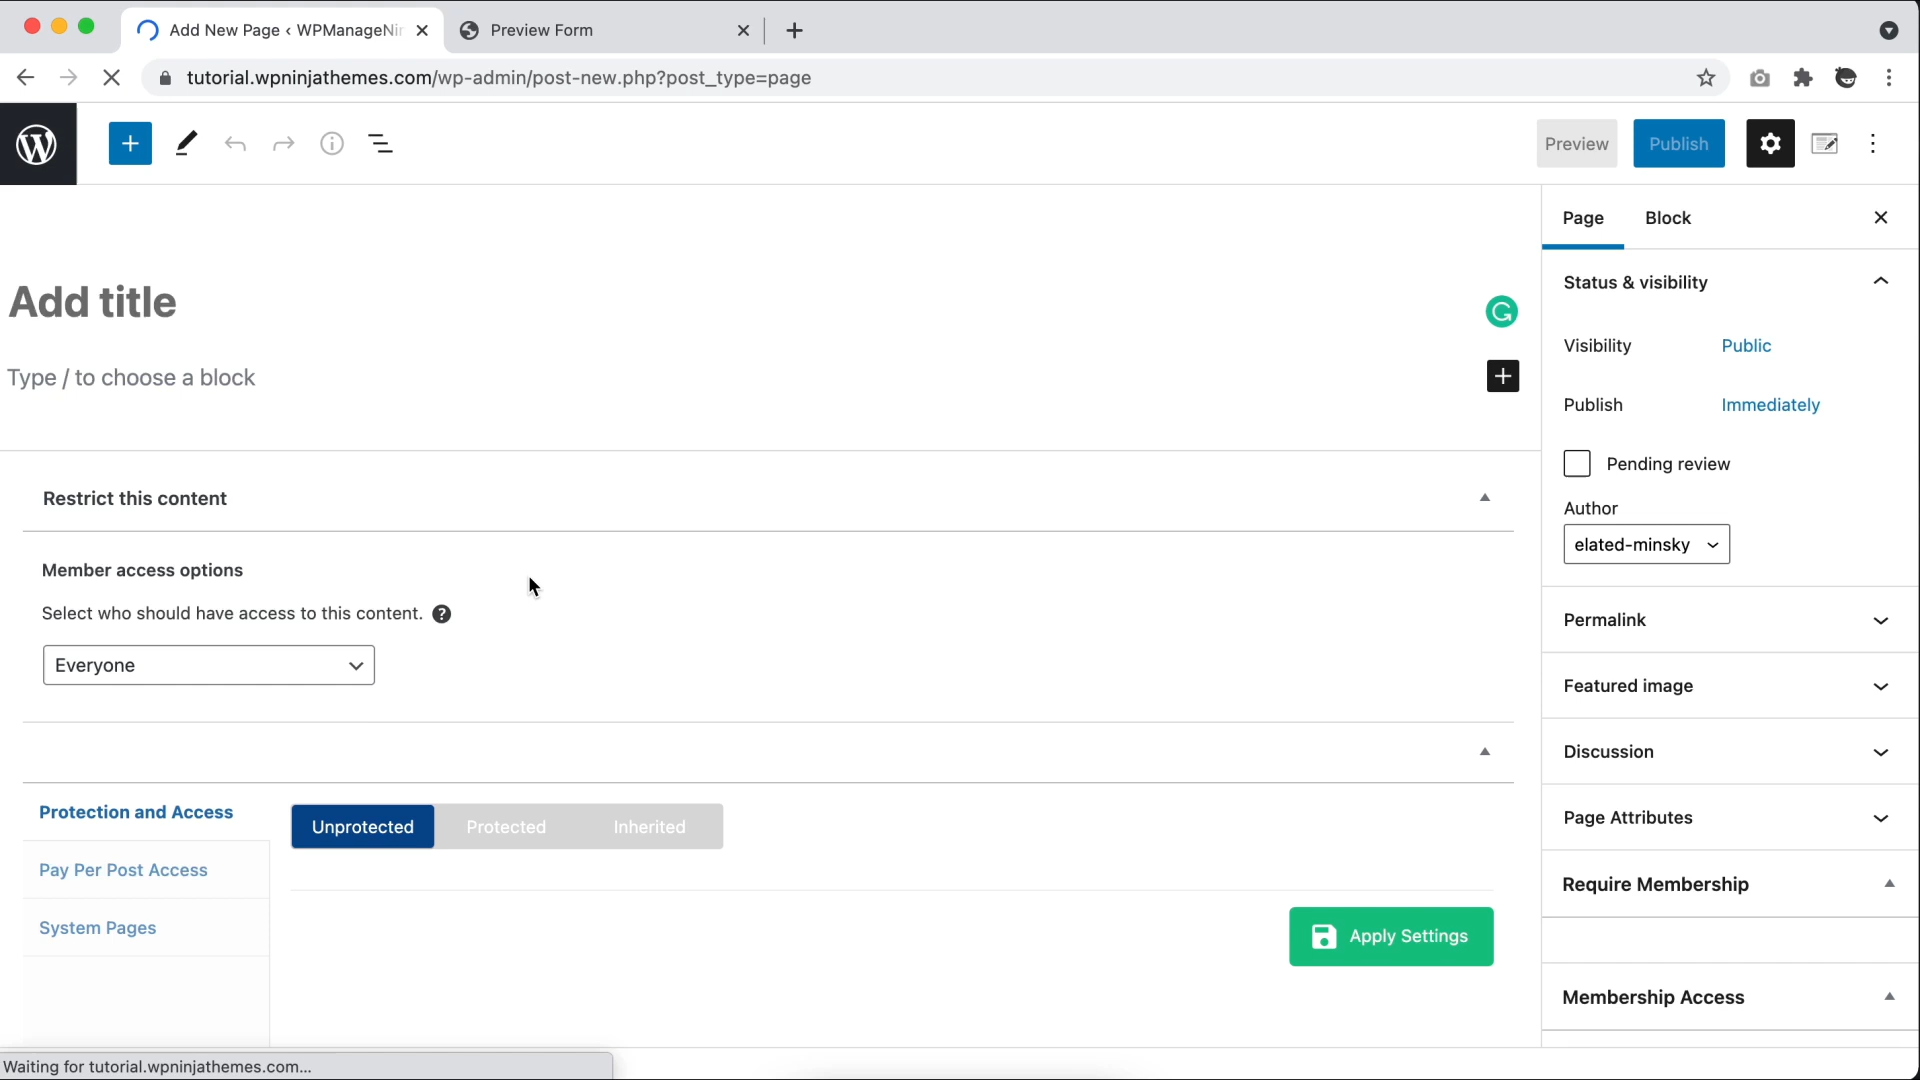 Add New Page ‹ WPManageNin
Preview Form
tutorial.wpninjathemes.com/wp-admin/post-new.php?post_type=page
Preview
Publish
Page
Block
Status & visibility
Add title
Visibility
Public
Type / to choose a block
Publish
Immediately
Pending review
Restrict this content
Author
elated-minsky
Member access options
Select who should have access to this content.
Permalink
Everyone
Featured image
Discussion
Protection and Access
Unprotected
Protected
Inherited
Page Attributes
Pay Per Post Access
Require Membership
System Pages
Apply Settings
Membership Access
Waiting for tutorial.wpninjathemes.com...